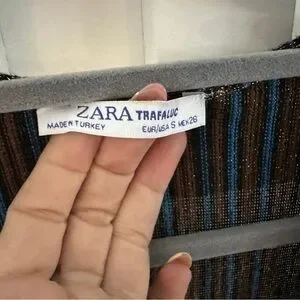 ZARA TRAFALUC
MADE IN TURKEY
EUR/USA S MEX 26